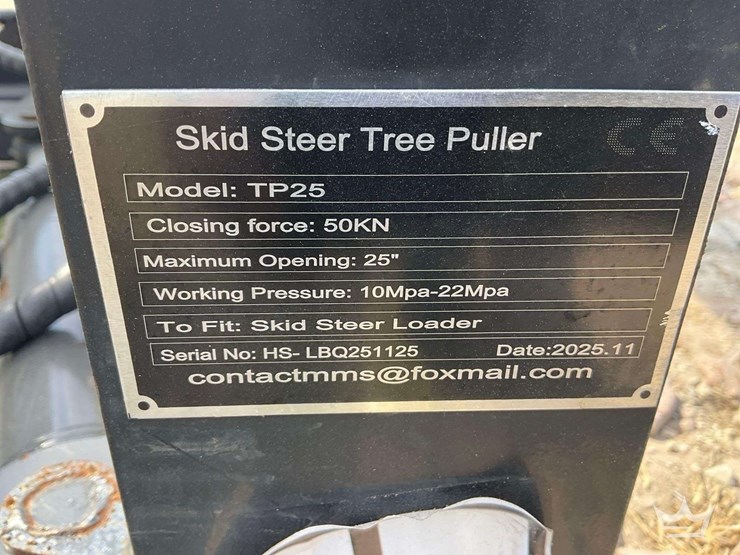 Skid Steer Tree Puller CE
Model: TP25
Closing force: 50KN
Maximum Opening: 25"
Working Pressure: 10Mpa-22Mpa
To Fit: Skid Steer Loader
Serial No: HS- LBQ251125 Date:2025.11
contactmms@foxmail.com